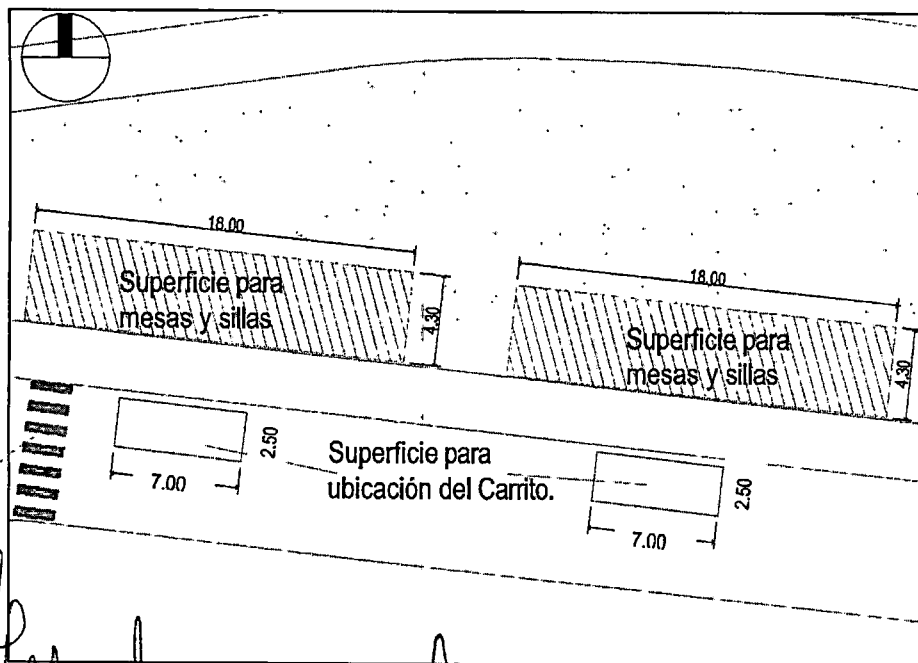 18.00
Superficie para
mesas y sillas
4.30
18.00
Superficie para
mesas y sillas
4.30
2.50
7.00
Superficie para
ubicación del Carrito.
2.50
7.00